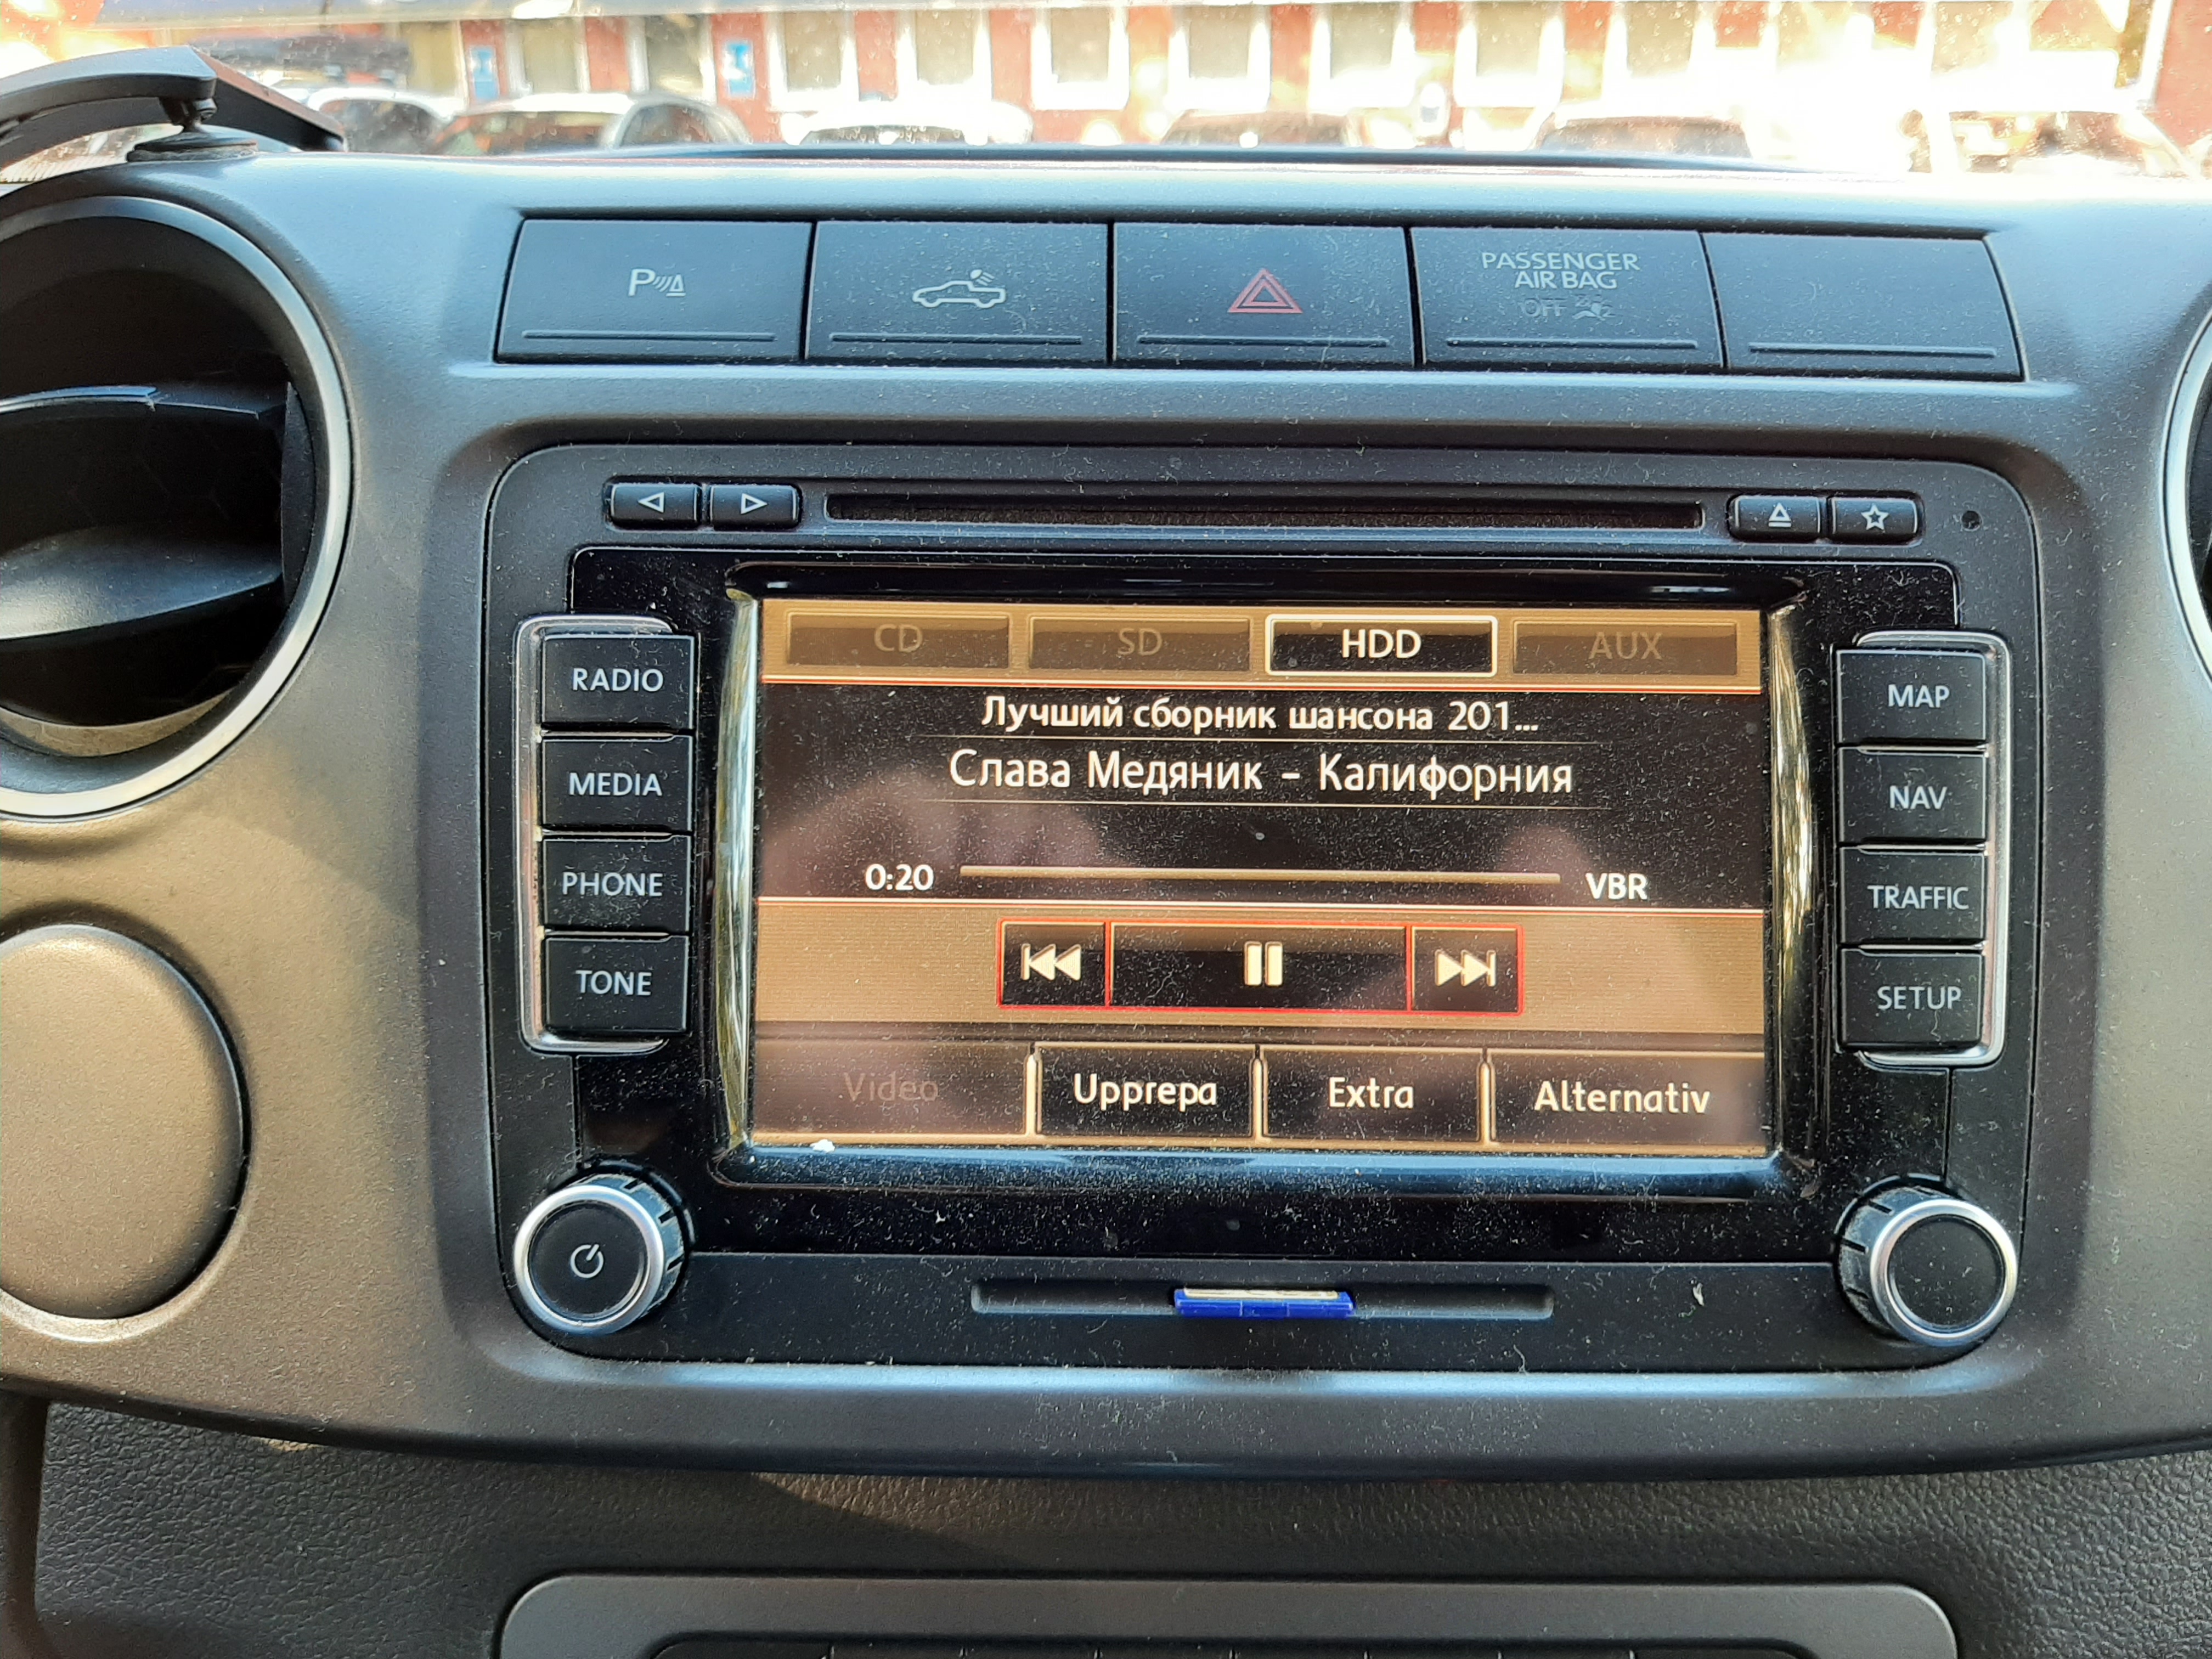 P
PASSENGER
AIR BAG
OFF
CD SD HDD AUX
Лучший сборник шансона 201...
Слава Медяник - Калифорния
0:20 VBR
Video Upprepa Extra Alternativ
RADIO
MEDIA
PHONE
TONE
MAP
NAV
TRAFFIC
SETUP